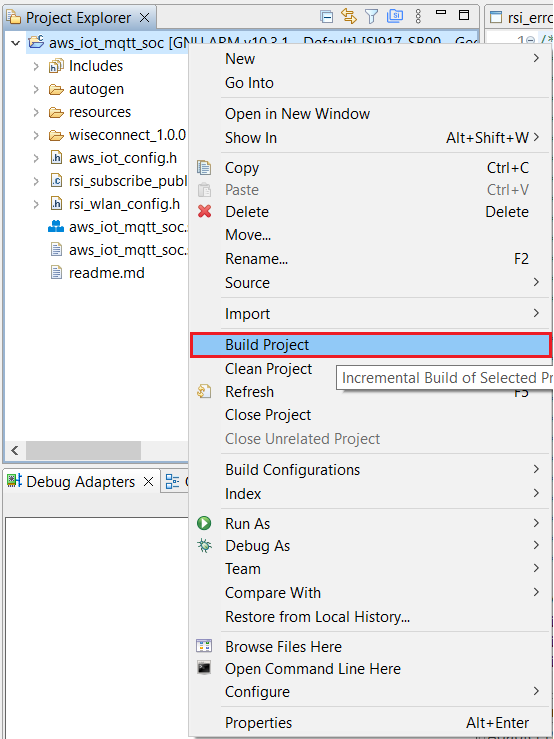 Project Explorer
rsi_erro
aws_iot_mqtt_soc [GNU ARM v10.3.1 - Default] [SI917_SB00 - Gec
1
/*
Includes
autogen
resources
wiseconnect_1.0.0
aws_iot_config.h
rsi_subscribe_publ
rsi_wlan_config.h
aws_iot_mqtt_soc.
aws_iot_mqtt_soc.
readme.md
New
Go Into
Open in New Window
Show In Alt+Shift+W
Copy Ctrl+C
Paste Ctrl+V
Delete Delete
Move...
Rename... F2
Source
Import
Build Project
Clean Project
Incremental Build of Selected Pr
Refresh F5
Close Project
Close Unrelated Project
Build Configurations
Index
Run As
Debug As
Team
Compare With
Restore from Local History...
Browse Files Here
Open Command Line Here
Configure
Properties Alt+Enter
Debug Adapters